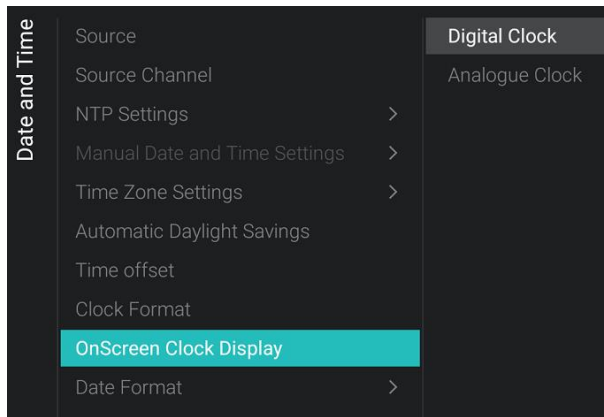 Date and Time
Source
Source Channel
NTP Settings >
Manual Date and Time Settings >
Time Zone Settings >
Automatic Daylight Savings
Time offset
Clock Format
OnScreen Clock Display
Date Format >
Digital Clock
Analogue Clock